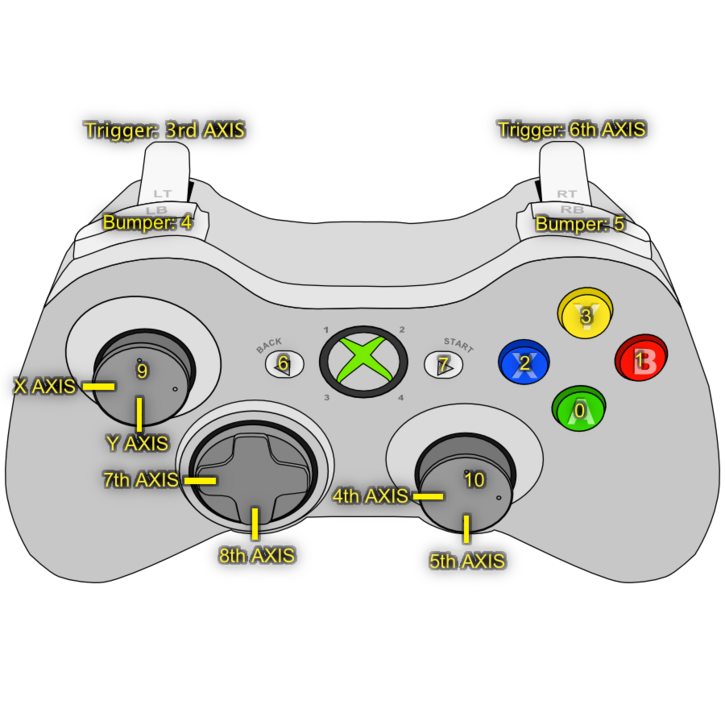 Trigger: 3rd AXIS
Trigger: 6th AXIS
LT
RT
LB
RB
Bumper: 4
Bumper: 5
Y
3
1
2
BACK
START
9
6
7
X
2
B
1
3
4
X AXIS
A
0
Y AXIS
7th AXIS
10
4th AXIS
8th AXIS
5th AXIS